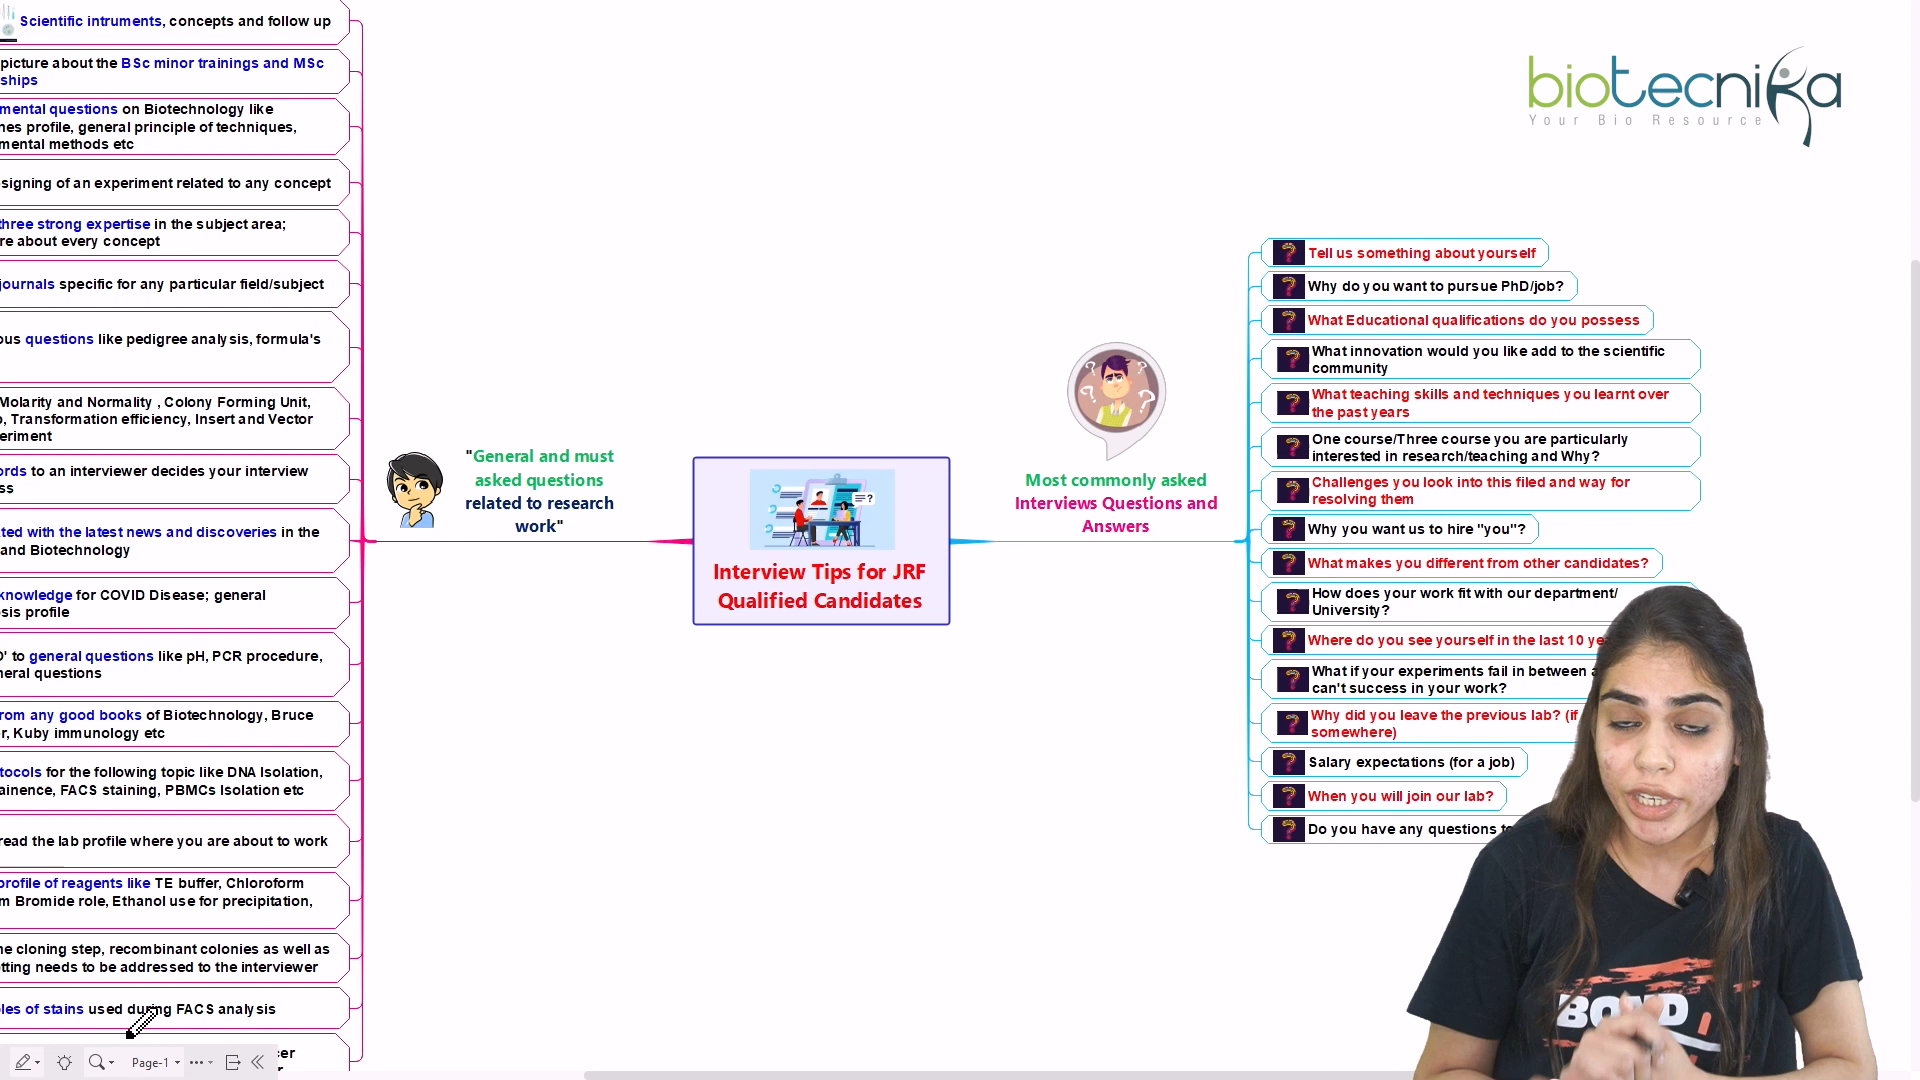 Scientific intruments, concepts and follow up
picture about the BSc minor trainings and MSc
ships
mental questions on Biotechnology like
nes profile, general principle of techniques,
mental methods etc
signing of an experiment related to any concept
three strong expertise in the subject area;
re about every concept
journals specific for any particular field/subject
ous questions like pedigree analysis, formula's
Molarity and Normality , Colony Forming Unit,
, Transformation efficiency, Insert and Vector
eriment
ords to an interviewer decides your interview
ss
ted with the latest news and discoveries in the
and Biotechnology
knowledge for COVID Disease; general
sis profile
' to general questions like pH, PCR procedure,
neral questions
rom any good books of Biotechnology, Bruce
r, Kuby immunology etc
tocols for the following topic like DNA Isolation,
ainence, FACS staining, PBMCs Isolation etc
read the lab profile where you are about to work
profile of reagents like TE buffer, Chloroform
m Bromide role, Ethanol use for precipitation,
ne cloning step, recombinant colonies as well as
tting needs to be addressed to the interviewer
les of stains used during FACS analysis
cer
r
Page-1
"General and must
asked questions
related to research
work"
Interview Tips for JRF
Qualified Candidates
Most commonly asked
Interviews Questions and
Answers
biotecnika
Your Bio Resource
Tell us something about yourself
Why do you want to pursue PhD/job?
What Educational qualifications do you possess
What innovation would you like add to the scientific
community
What teaching skills and techniques you learnt over
the past years
One course/Three course you are particularly
interested in research/teaching and Why?
Challenges you look into this filed and way for
resolving them
Why you want us to hire "you"?
What makes you different from other candidates?
How does your work fit with our department/
University?
Where do you see yourself in the last 10 ye
What if your experiments fail in between a
can't success in your work?
Why did you leave the previous lab? (if
somewhere)
Salary expectations (for a job)
When you will join our lab?
Do you have any questions to
BOND